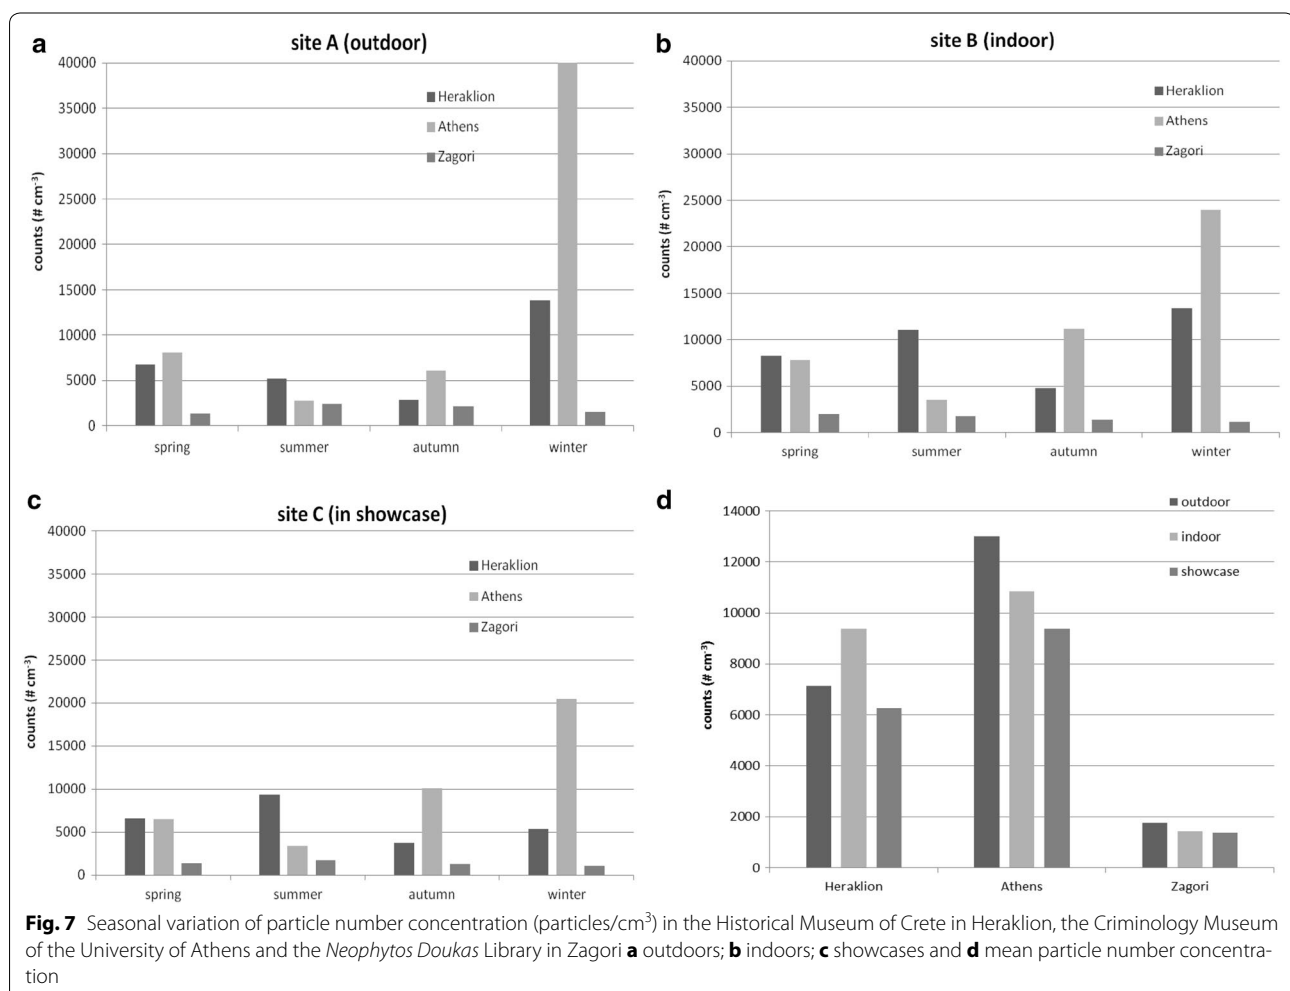 a
site A (outdoor)
40000
35000
30000
25000
20000
15000
10000
5000
0
counts (# cm⁻³)
Heraklion
Athens
Zagori
spring summer autumn winter
b
site B (indoor)
40000
35000
30000
25000
20000
15000
10000
5000
0
counts (# cm⁻³)
Heraklion
Athens
Zagori
spring summer autumn winter
c
site C (in showcase)
40000
35000
30000
25000
20000
15000
10000
5000
0
counts (# cm⁻³)
Heraklion
Athens
Zagori
spring summer autumn winter
d
14000
12000
10000
8000
6000
4000
2000
0
counts (# cm⁻³)
outdoor
indoor
showcase
Heraklion Athens Zagori
Fig. 7 Seasonal variation of particle number concentration (particles/cm³) in the Historical Museum of Crete in Heraklion, the Criminology Museum
of the University of Athens and the Neophytos Doukas Library in Zagori a outdoors; b indoors; c showcases and d mean particle number concentra-
tion